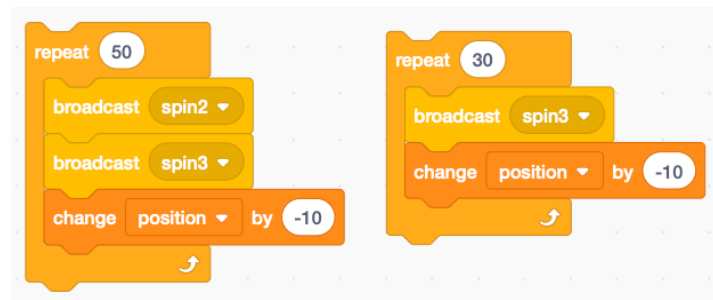 repeat 50
broadcast spin2
broadcast spin3
change position by -10
repeat 30
broadcast spin3
change position by -10